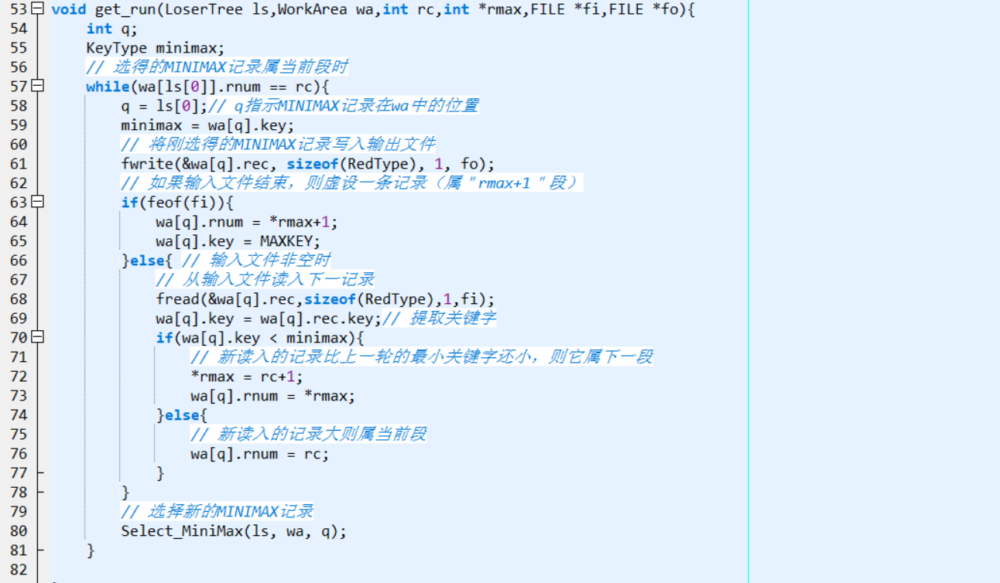 53 void get_run(LoserTree ls,WorkArea wa,int rc,int *rmax,FILE *fi,FILE *fo){
54 int q;
55 KeyType minimax;
56 // 选得的MINIMAX记录属当前段时
57 while(wa[ls[0]].rnum == rc){
58 q = ls[0];// q指示MINIMAX记录在wa中的位置
59 minimax = wa[q].key;
60 // 将刚选得的MINIMAX记录写入输出文件
61 fwrite(&wa[q].rec, sizeof(RedType), 1, fo);
62 // 如果输入文件结束，则虚设一条记录（属"rmax+1"段）
63 if(feof(fi)){
64 wa[q].rnum = *rmax+1;
65 wa[q].key = MAXKEY;
66 }else{ // 输入文件非空时
67 // 从输入文件读入下一记录
68 fread(&wa[q].rec,sizeof(RedType),1,fi);
69 wa[q].key = wa[q].rec.key;// 提取关键字
70 if(wa[q].key < minimax){
71 // 新读入的记录比上一轮的最小关键字还小，则它属下一段
72 *rmax = rc+1;
73 wa[q].rnum = *rmax;
74 }else{
75 // 新读入的记录大则属当前段
76 wa[q].rnum = rc;
77 }
78 }
79 // 选择新的MINIMAX记录
80 Select_MiniMax(ls, wa, q);
81 }
82